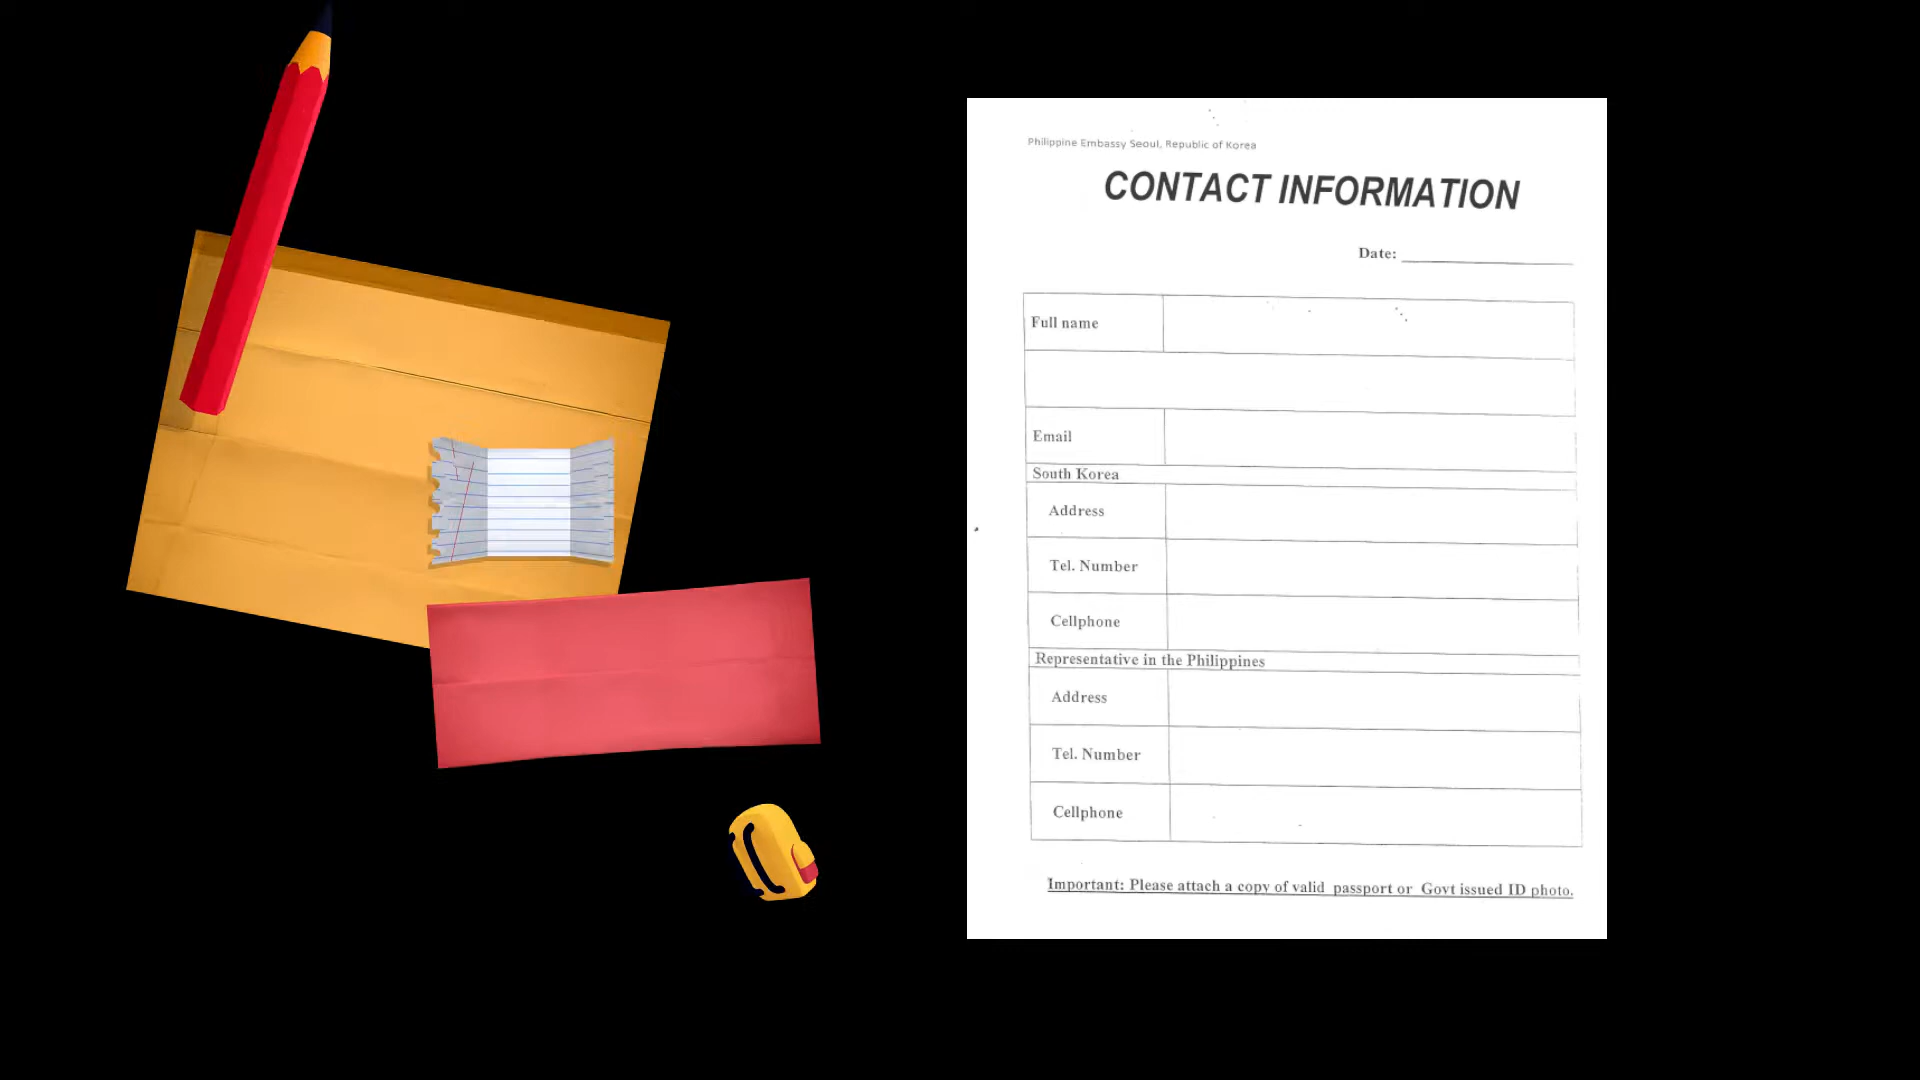 Philippine Embassy Seoul, Republic of Korea
CONTACT INFORMATION
Date: ____________________
Full name
Email
South Korea
Address
Tel. Number
Cellphone
Representative in the Philippines
Address
Tel. Number
Cellphone
Important: Please attach a copy of valid passport or Govt issued ID photo.